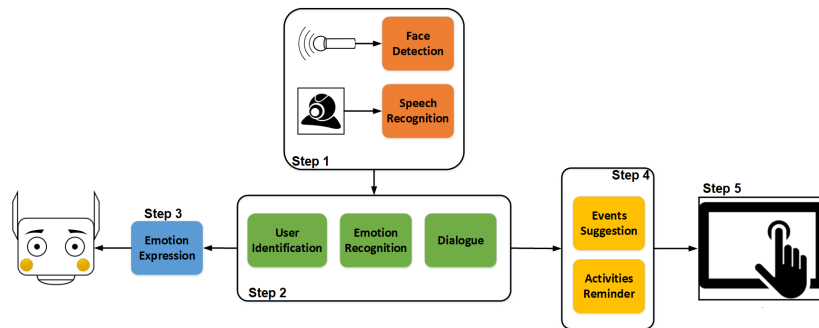 Face
Detection
Speech
Recognition
Step 1
Step 3
Emotion
Expression
User
Identification
Emotion
Recognition
Dialogue
Step 2
Step 4
Events
Suggestion
Activities
Reminder
Step 5